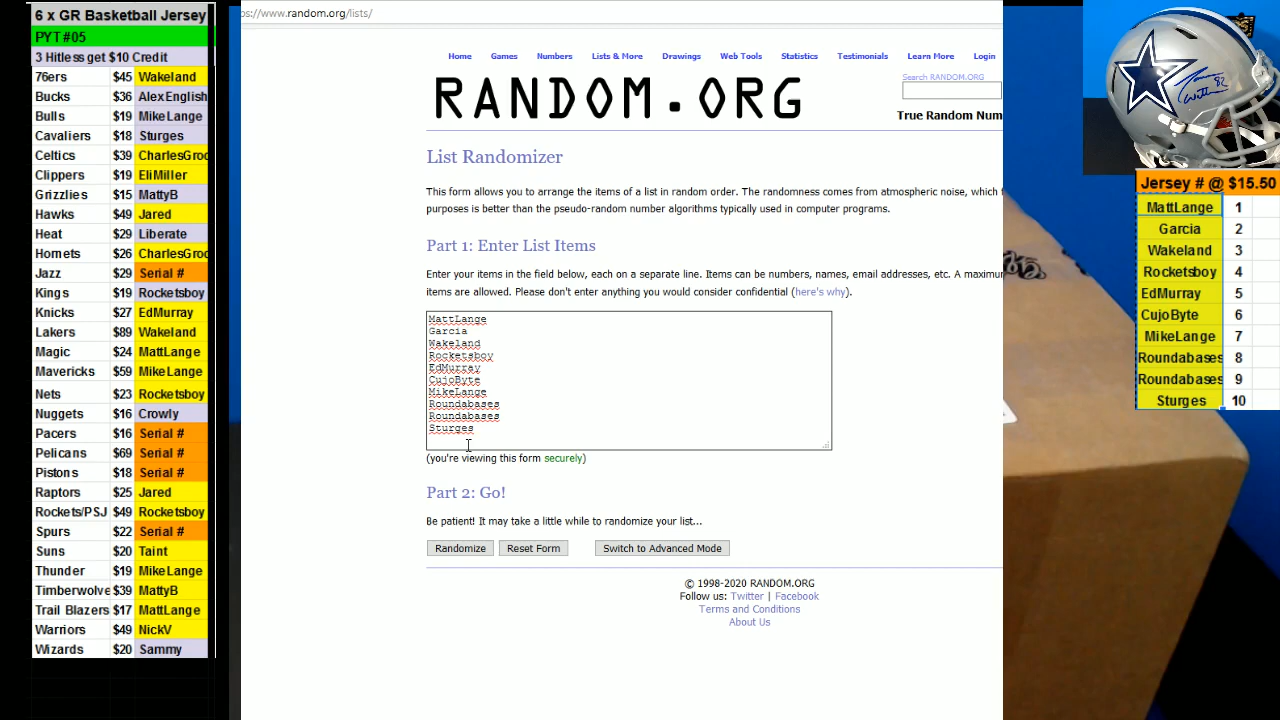 6 x GR Basketball Jersey
PYT #05
3 Hitless get $10 Credit
76ers $45 Wakeland
Bucks $36 AlexEnglish
Bulls $19 MikeLange
Cavaliers $18 Sturges
Celtics $39 CharlesGroo
Clippers $19 EliMiller
Grizzlies $15 MattyB
Hawks $49 Jared
Heat $29 Liberate
Hornets $26 CharlesGroo
Jazz $29 Serial #
Kings $19 Rocketsboy
Knicks $27 EdMurray
Lakers $89 Wakeland
Magic $24 MattLange
Mavericks $59 MikeLange
Nets $23 Rocketsboy
Nuggets $16 Crowly
Pacers $16 Serial #
Pelicans $69 Serial #
Pistons $18 Serial #
Raptors $25 Jared
Rockets/PSJ $49 Rocketsboy
Spurs $22 Serial #
Suns $20 Taint
Thunder $19 MikeLange
Timberwolve $39 MattyB
Trail Blazers $17 MattLange
Warriors $49 NickV
Wizards $20 Sammy
ps://www.random.org/lists/
Home Games Numbers Lists & More Drawings Web Tools Statistics Testimonials Learn More Login
RANDOM.ORG
Search RANDOM.ORG
True Random Num
List Randomizer
This form allows you to arrange the items of a list in random order. The randomness comes from atmospheric noise, which f
purposes is better than the pseudo-random number algorithms typically used in computer programs.
Part 1: Enter List Items
Enter your items in the field below, each on a separate line. Items can be numbers, names, email addresses, etc. A maximum
items are allowed. Please don't enter anything you would consider confidential (here's why).
MattLange
Garcia
Wakeland
Rocketsboy
EdMurray
CujoByte
MikeLange
Roundabases
Roundabases
Sturges
(you're viewing this form securely)
Part 2: Go!
Be patient! It may take a little while to randomize your list...
Randomize Reset Form Switch to Advanced Mode
© 1998-2020 RANDOM.ORG
Follow us: Twitter | Facebook
Terms and Conditions
About Us
Jersey # @ $15.50
MattLange 1
Garcia 2
Wakeland 3
Rocketsboy 4
EdMurray 5
CujoByte 6
MikeLange 7
Roundabases 8
Roundabases 9
Sturges 10